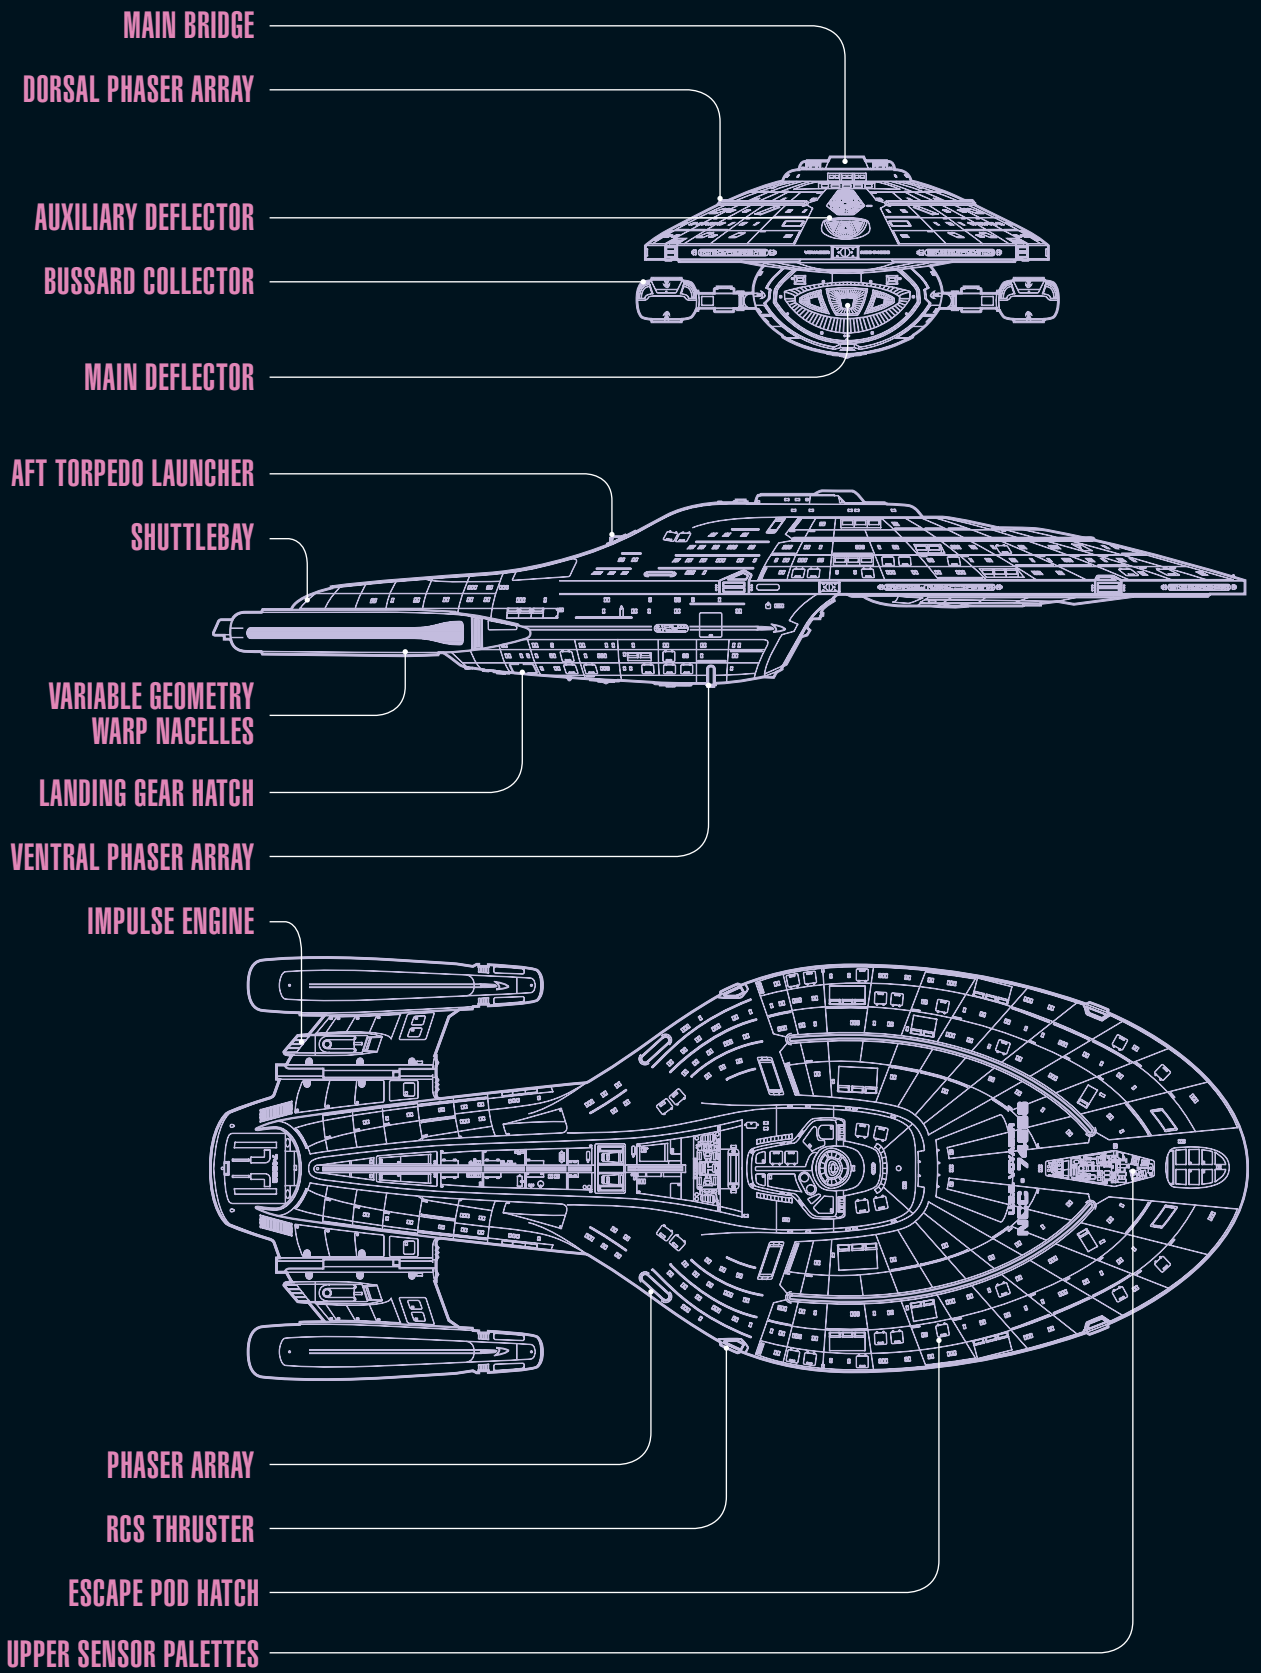 MAIN BRIDGE
DORSAL PHASER ARRAY
AUXILIARY DEFLECTOR
BUSSARD COLLECTOR
MAIN DEFLECTOR
AFT TORPEDO LAUNCHER
SHUTTLEBAY
VARIABLE GEOMETRY
WARP NACELLES
LANDING GEAR HATCH
VENTRAL PHASER ARRAY
IMPULSE ENGINE
PHASER ARRAY
RCS THRUSTER
ESCAPE POD HATCH
UPPER SENSOR PALETTES